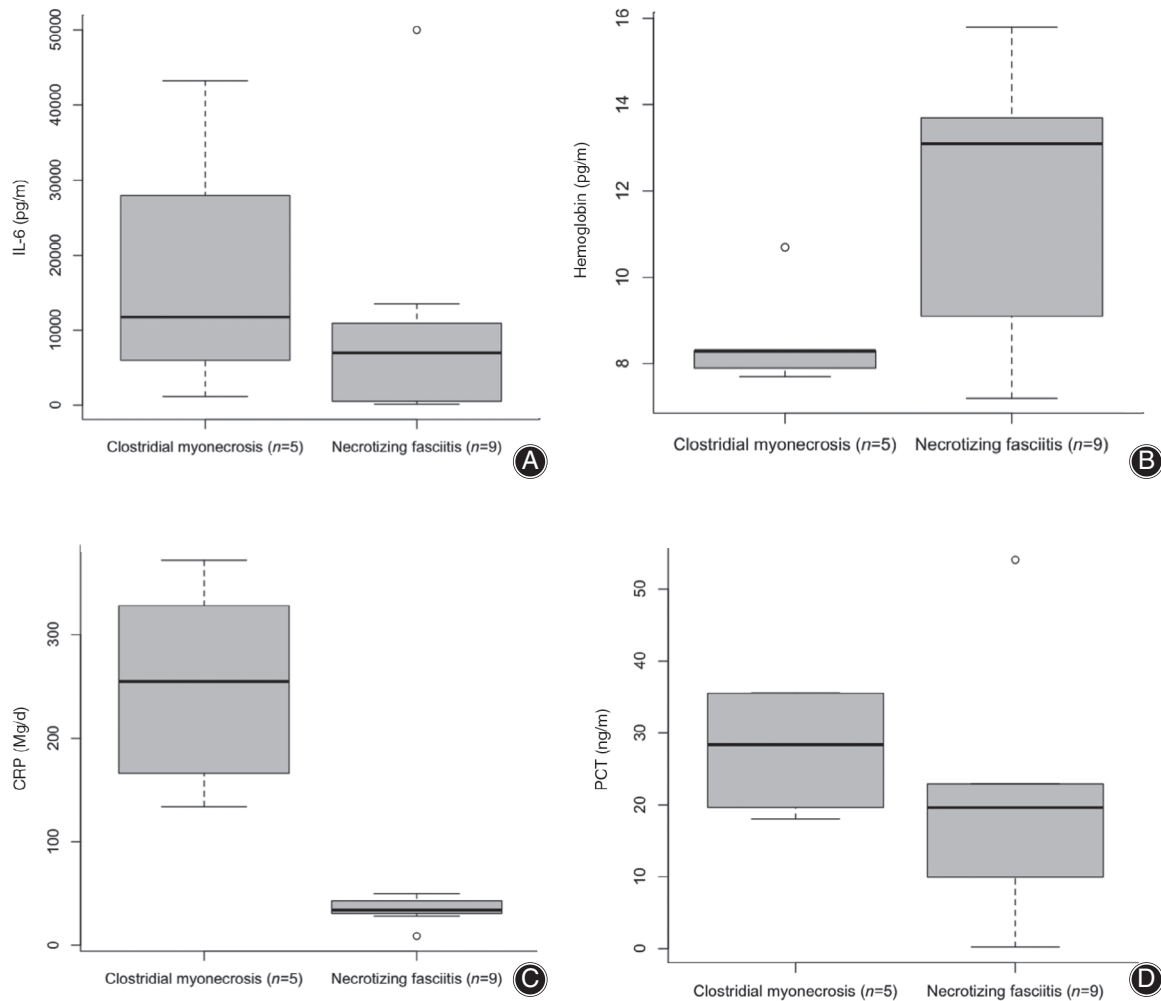 IL-6 (pg/m)
50000
40000
30000
20000
10000
0
Clostridial myonecrosis (n=5) Necrotizing fasciitis (n=9)
A
Hemoglobin (pg/m)
16
14
12
10
8
Clostridial myonecrosis (n=5) Necrotizing fasciitis (n=9)
B
CRP (Mg/d)
300
200
100
0
Clostridial myonecrosis (n=5) Necrotizing fasciitis (n=9)
C
PCT (ng/m)
50
40
30
20
10
0
Clostridial myonecrosis (n=5) Necrotizing fasciitis (n=9)
D